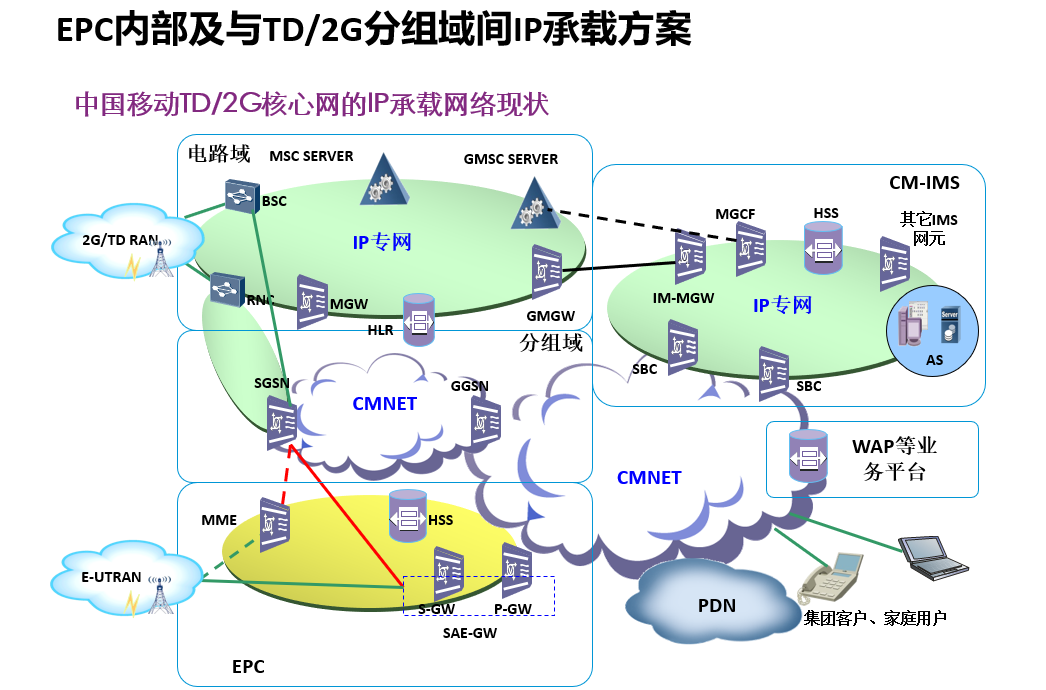 EPC内部及与TD/2G分组域间IP承载方案
中国移动TD/2G核心网的IP承载网络现状
电路域
MSC SERVER
GMSC SERVER
BSC
2G/TD RAN
IP专网
RNC
MGW
HLR
GMGW
CM-IMS
MGCF
HSS
其它IMS
网元
IM-MGW
IP专网
Server
AS
SBC
SBC
分组域
SGSN
CMNET
GGSN
CMNET
WAP等业
务平台
MME
HSS
E-UTRAN
S-GW
P-GW
SAE-GW
EPC
PDN
集团客户、家庭用户